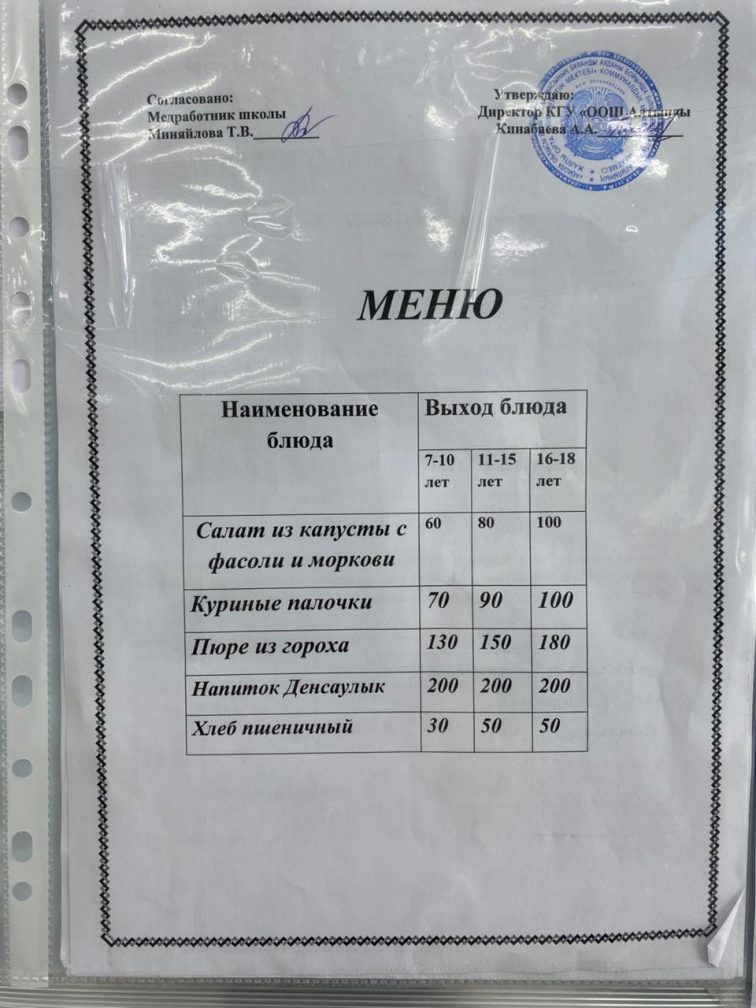 Согласовано:
Медработник школы
Миняйлова Т.В.
Утверждаю:
Директор КГУ «ООШ
Кинабаева А.А.
МЕНЮ
Наименование блюда
Выход блюда
7-10 лет
11-15 лет
16-18 лет
Салат из капусты с
фасоли и моркови
60 80 100
Куриные палочки 70 90 100
Пюре из гороха 130 150 180
Напиток Денсаулык 200 200 200
Хлеб пшеничный 30 50 50